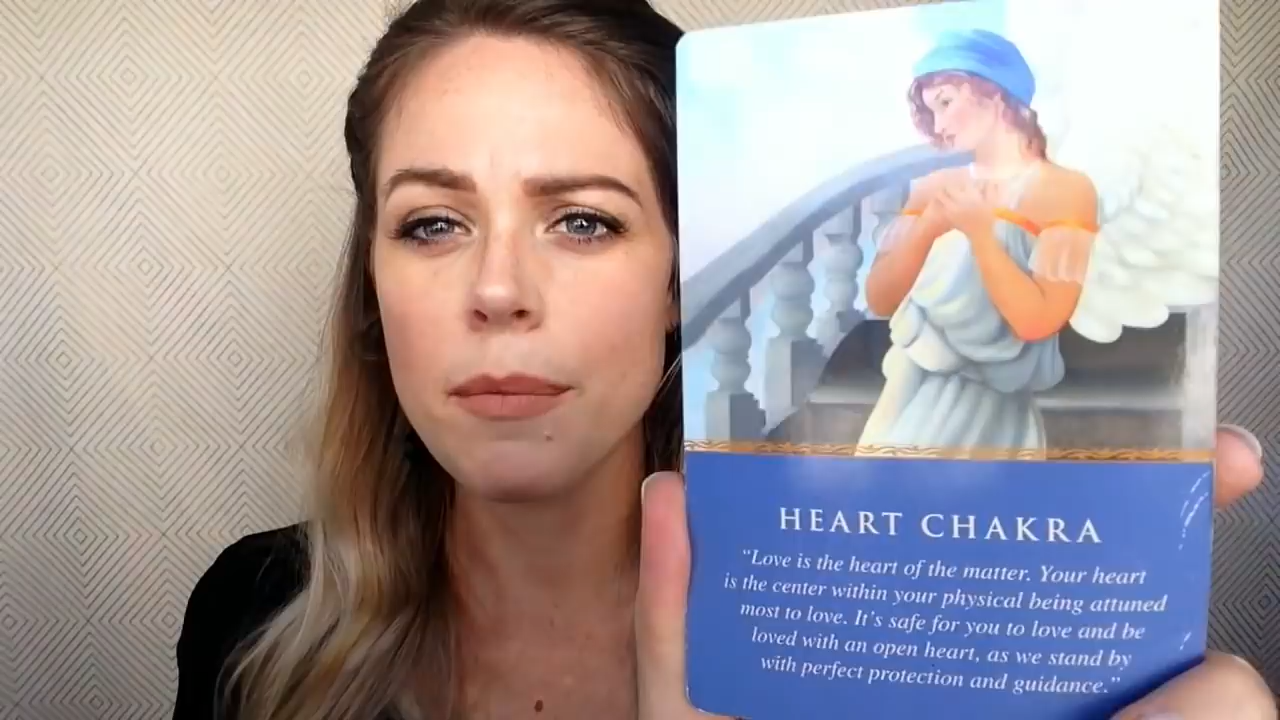 HEART CHAKRA
“Love is the heart of the matter. Your heart
is the center within your physical being attuned
most to love. It’s safe for you to love and be
loved with an open heart, as we stand by
with perfect protection and guidance.”